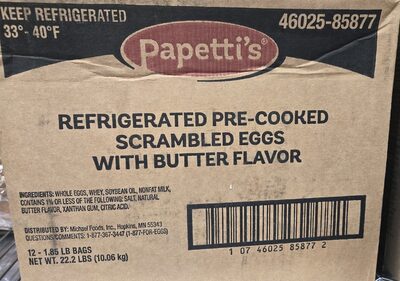 KEEP REFRIGERATED
33°- 40°F
46025-85877
Papetti's®
REFRIGERATED PRE-COOKED
SCRAMBLED EGGS
WITH BUTTER FLAVOR
INGREDIENTS: WHOLE EGGS, WHEY, SOYBEAN OIL, NONFAT MILK,
CONTAINS 1% OR LESS OF THE FOLLOWING: SALT, NATURAL
BUTTER FLAVOR, XANTHAN GUM, CITRIC ACID.
DISTRIBUTED BY: Michael Foods, Inc., Hopkins, MN 55343
QUESTIONS/COMMENTS: 1-877-367-3447 (1-877-FOR-EGGS)
12 - 1.85 LB BAGS
NET WT. 22.2 LBS (10.06 kg)
1 07 46025 85877 2